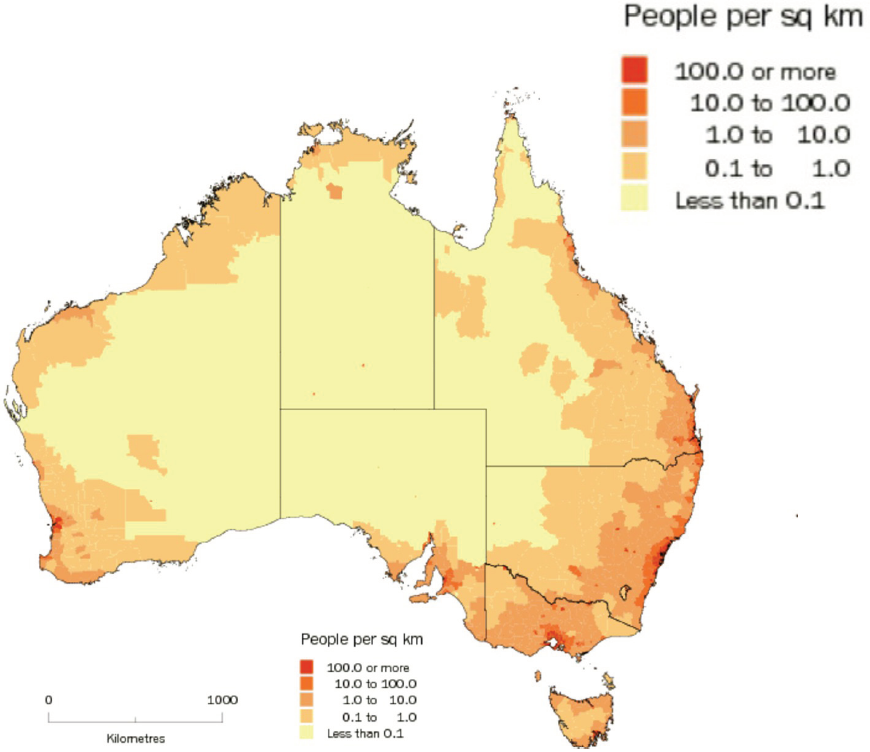 People per sq km
100.0 or more
10.0 to 100.0
1.0 to 10.0
0.1 to 1.0
Less than 0.1
People per sq km
100.0 or more
10.0 to 100.0
1.0 to 10.0
0.1 to 1.0
Less than 0.1
0 1000
Kilometres